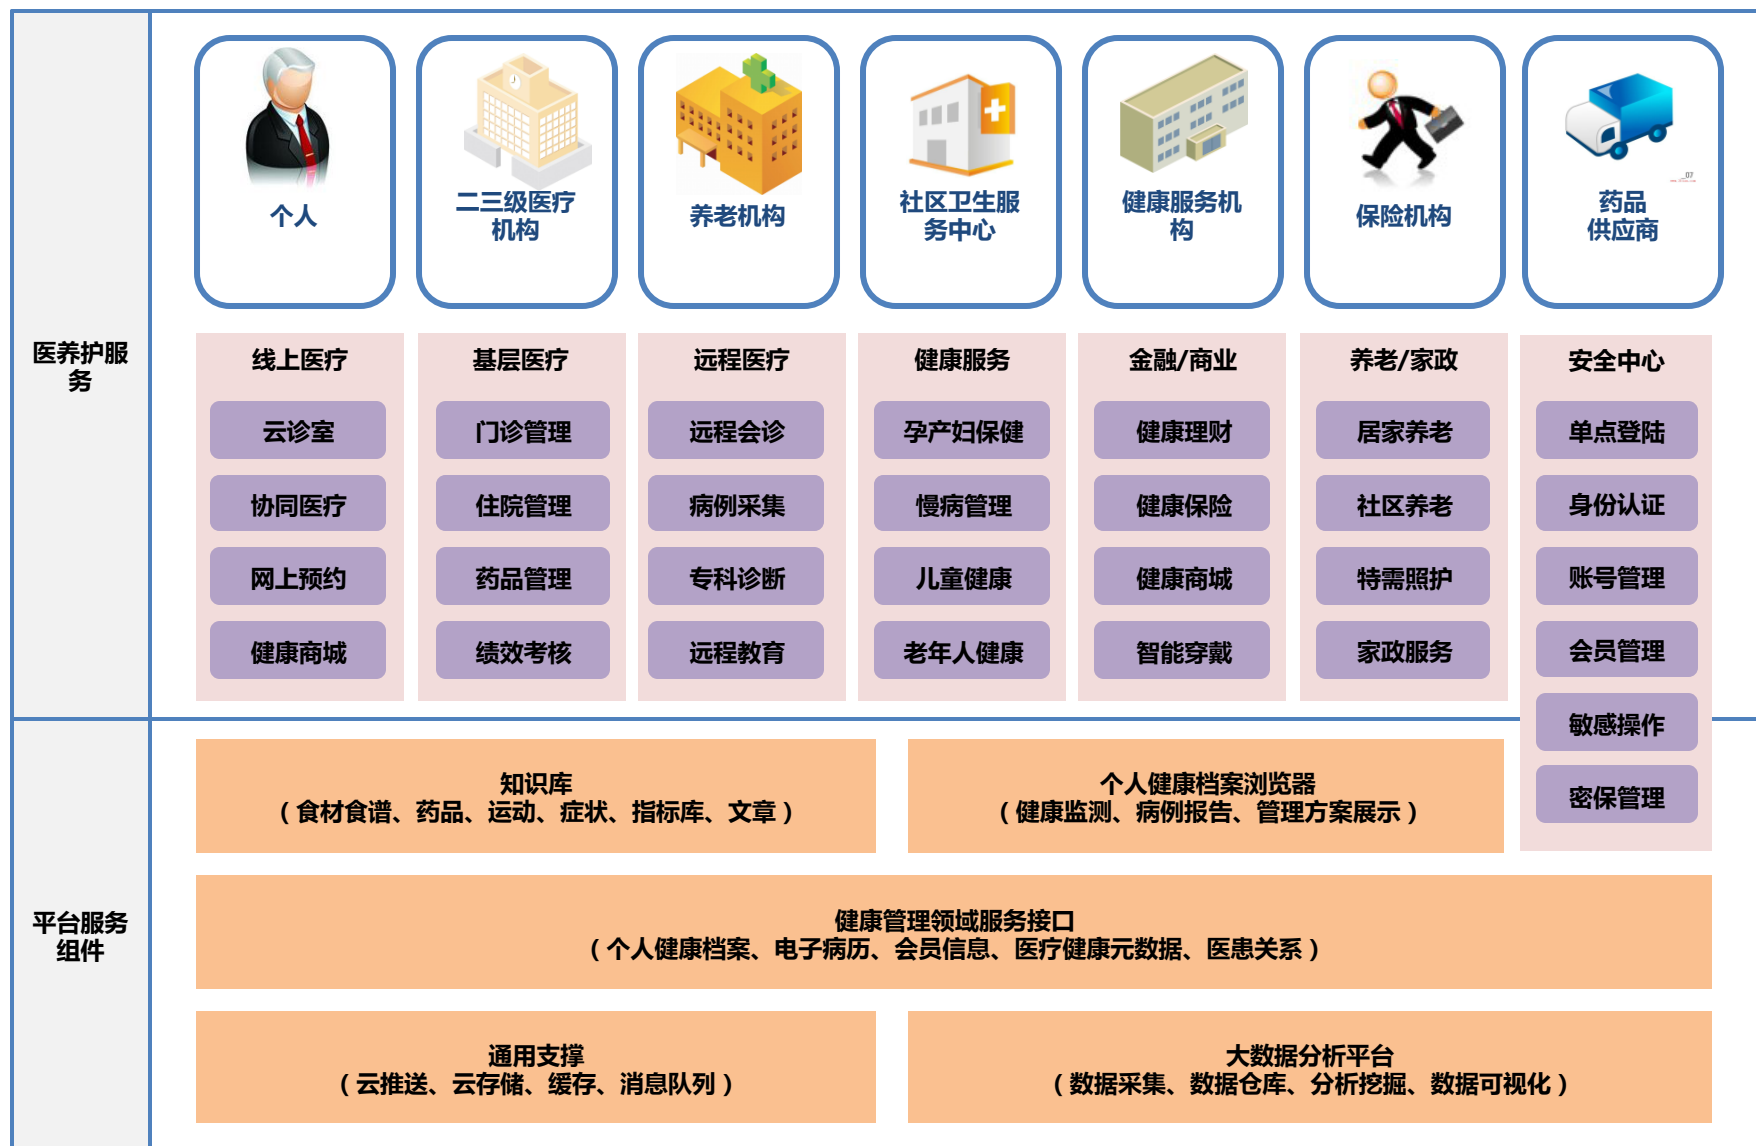 医养护服
务
个人
二三级医疗
机构
养老机构
社区卫生服
务中心
健康服务机
构
保险机构
药品
供应商
_07
线上医疗
云诊室
协同医疗
网上预约
健康商城
基层医疗
门诊管理
住院管理
药品管理
绩效考核
远程医疗
远程会诊
病例采集
专科诊断
远程教育
健康服务
孕产妇保健
慢病管理
儿童健康
老年人健康
金融/商业
健康理财
健康保险
健康商城
智能穿戴
养老/家政
居家养老
社区养老
特需照护
家政服务
安全中心
单点登陆
身份认证
账号管理
会员管理
敏感操作
密保管理
平台服务
组件
知识库
（食材食谱、药品、运动、症状、指标库、文章）
个人健康档案浏览器
（健康监测、病例报告、管理方案展示）
健康管理领域服务接口
（个人健康档案、电子病历、会员信息、医疗健康元数据、医患关系）
通用支撑
（云推送、云存储、缓存、消息队列）
大数据分析平台
（数据采集、数据仓库、分析挖掘、数据可视化）